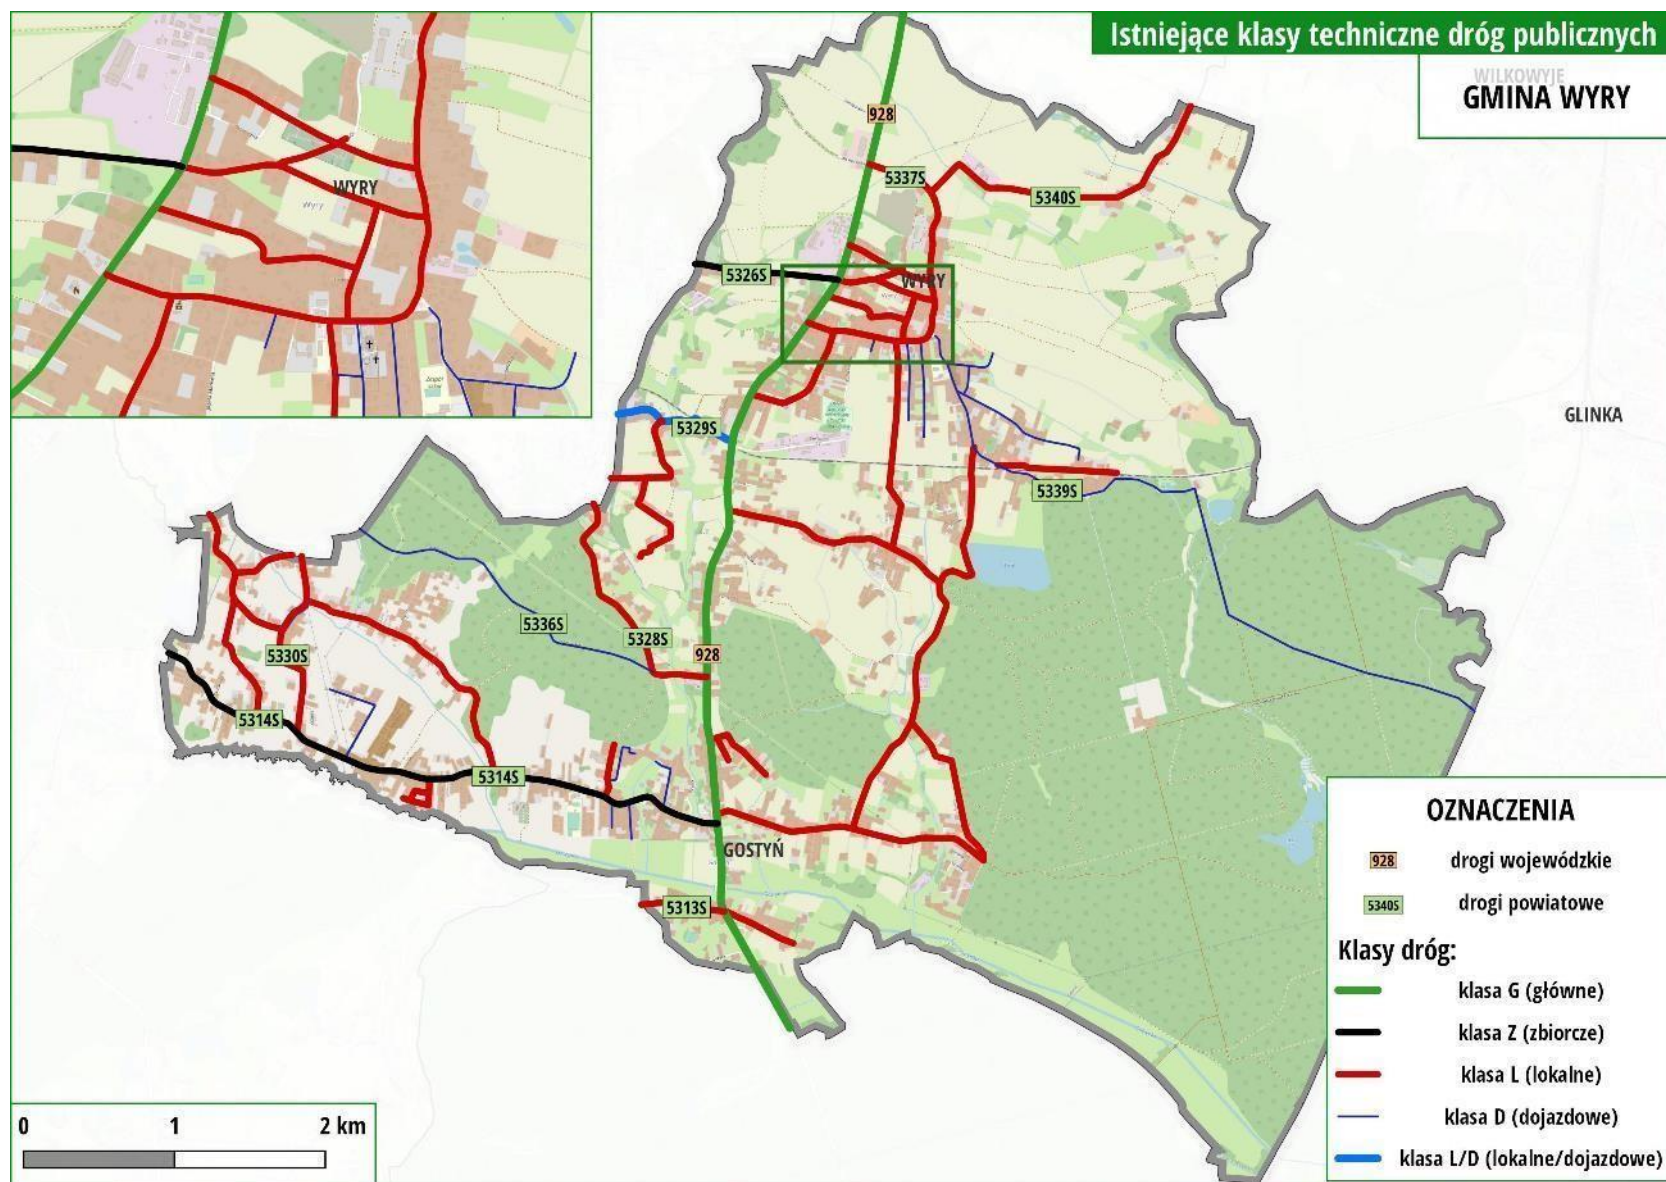 Istniejące klasy techniczne dróg publicznych
WILKOWYJE
GMINA WYRY
WYRY
Wyry
928
5337S
5340S
5326S
WYRY
GLINKA
5329S
5339S
5336S
5328S
928
5330S
5314S
5314S
GOSTYŃ
5313S
OZNACZENIA
928 drogi wojewódzkie
5340S drogi powiatowe
Klasy dróg:
klasa G (główne)
klasa Z (zbiorcze)
klasa L (lokalne)
klasa D (dojazdowe)
klasa L/D (lokalne/dojazdowe)
0 1 2 km